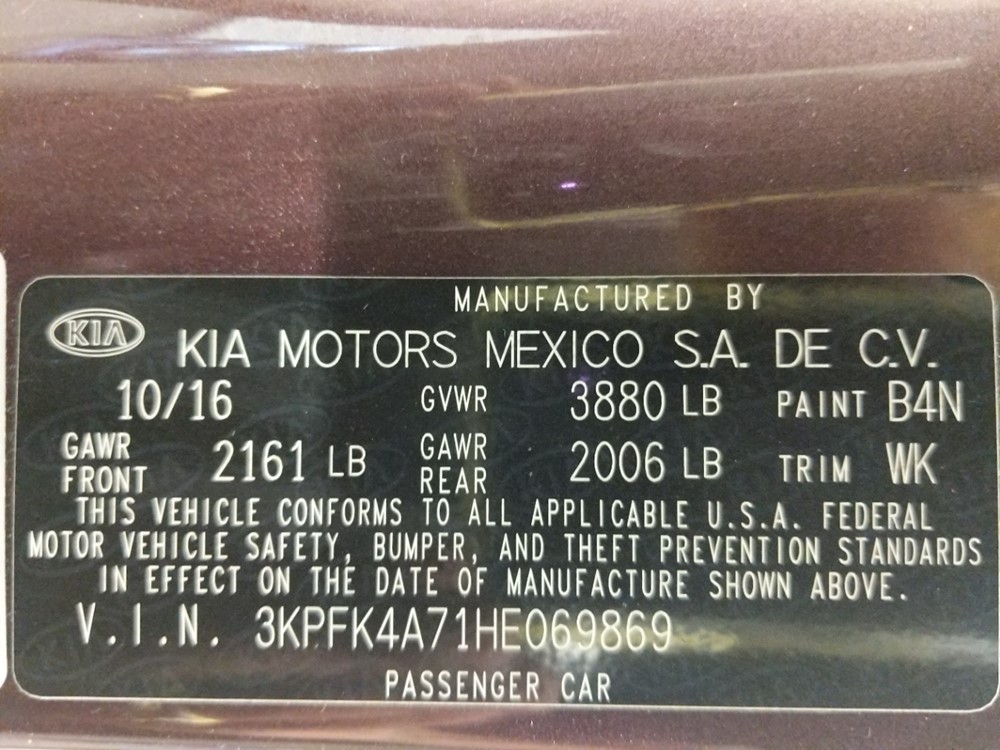 MANUFACTURED BY
KIA KIA MOTORS MEXICO S.A. DE C.V.
10/16 GVWR 3880 LB PAINT B4N
GAWR FRONT 2161 LB GAWR REAR 2006 LB TRIM WK
THIS VEHICLE CONFORMS TO ALL APPLICABLE U.S.A. FEDERAL
MOTOR VEHICLE SAFETY, BUMPER, AND THEFT PREVENTION STANDARDS
IN EFFECT ON THE DATE OF MANUFACTURE SHOWN ABOVE.
V.I.N. 3KPFK4A71HE069869
PASSENGER CAR